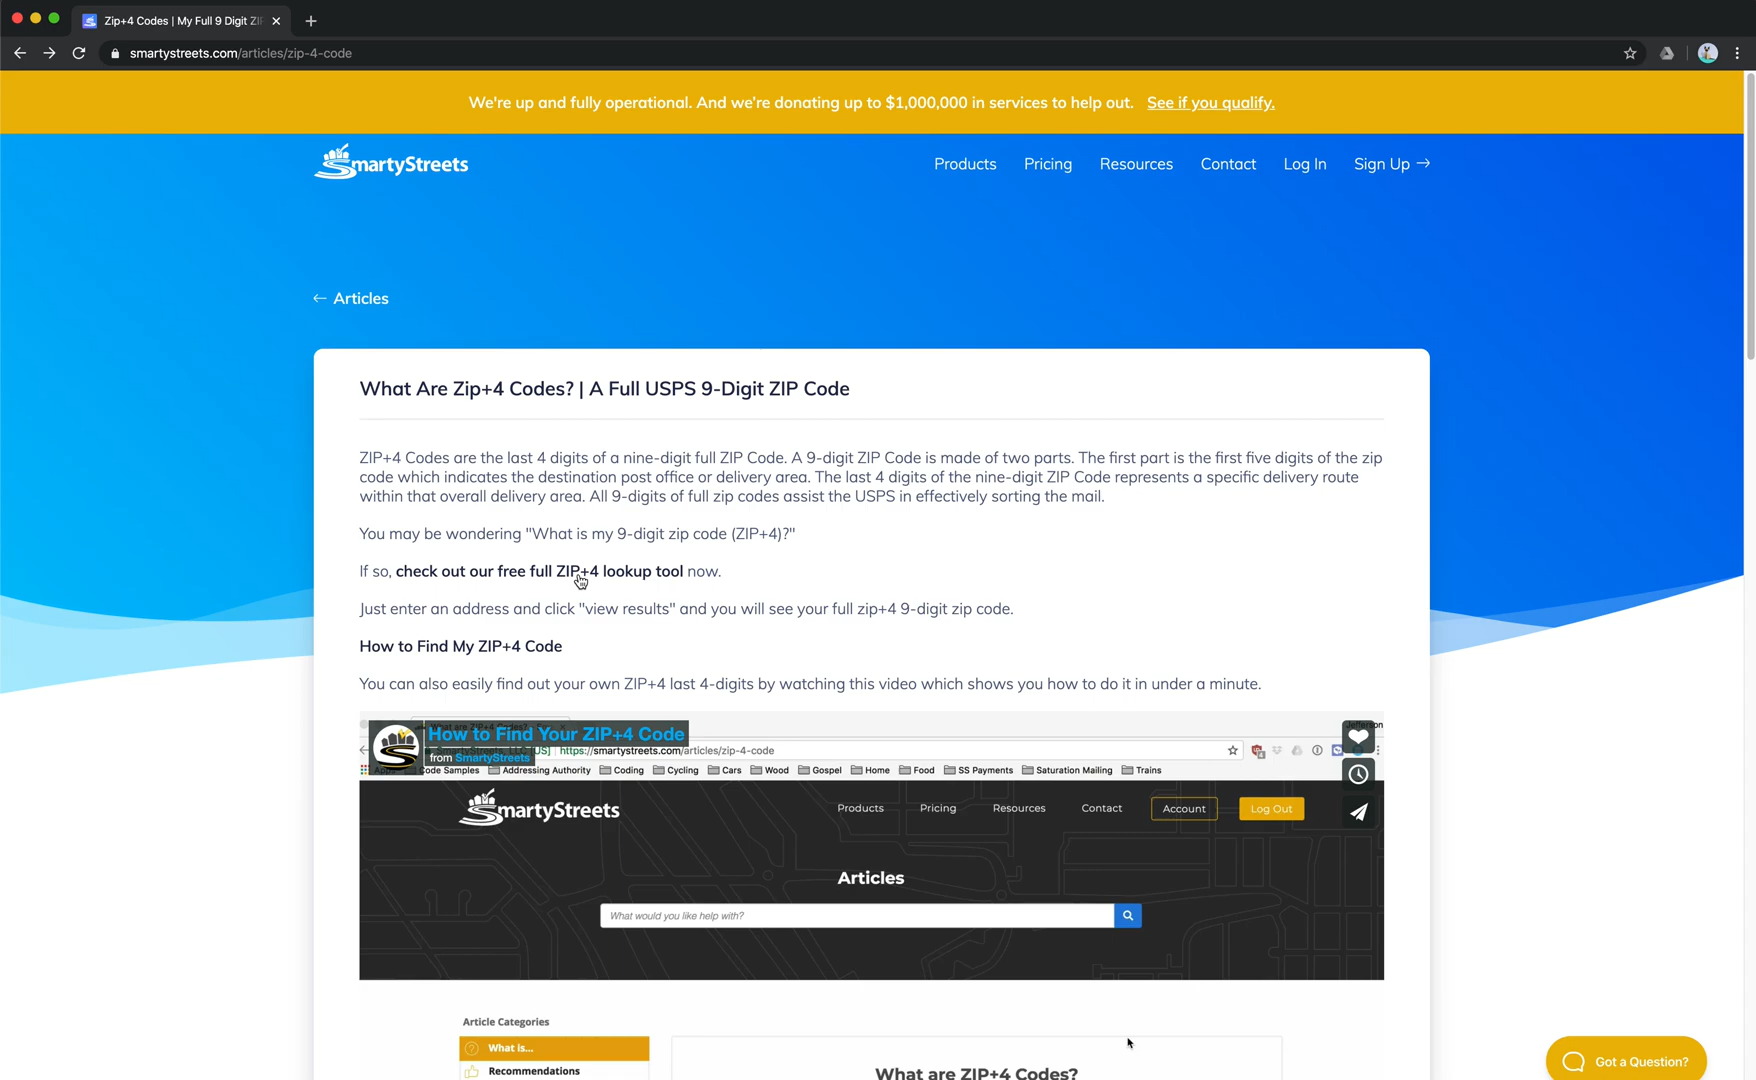 Zip+4 Codes | My Full 9 Digit ZIP
smartystreets.com/articles/zip-4-code
We're up and fully operational. And we're donating up to $1,000,000 in services to help out. See if you qualify.
SmartyStreets
Products Pricing Resources Contact Log In Sign Up →
← Articles
What Are Zip+4 Codes? | A Full USPS 9-Digit ZIP Code
ZIP+4 Codes are the last 4 digits of a nine-digit full ZIP Code. A 9-digit ZIP Code is made of two parts. The first part is the first five digits of the zip
code which indicates the destination post office or delivery area. The last 4 digits of the nine-digit ZIP Code represents a specific delivery route
within that overall delivery area. All 9-digits of full zip codes assist the USPS in effectively sorting the mail.
You may be wondering "What is my 9-digit zip code (ZIP+4)?"
If so, check out our free full ZIP+4 lookup tool now.
Just enter an address and click "view results" and you will see your full zip+4 9-digit zip code.
How to Find My ZIP+4 Code
You can also easily find out your own ZIP+4 last 4-digits by watching this video which shows you how to do it in under a minute.
Jefferson
How to Find Your ZIP+4 Code
https://smartystreets.com/articles/zip-4-code
from SmartyStreets
Code Samples Addressing Authority Coding Cycling Cars Wood Gospel Home Food SS Payments Saturation Mailing Trains
SmartyStreets
Products Pricing Resources Contact Account Log Out
Articles
What would you like help with?
Article Categories
What is...
Recommendations
What are ZIP+4 Codes?
Got a Question?